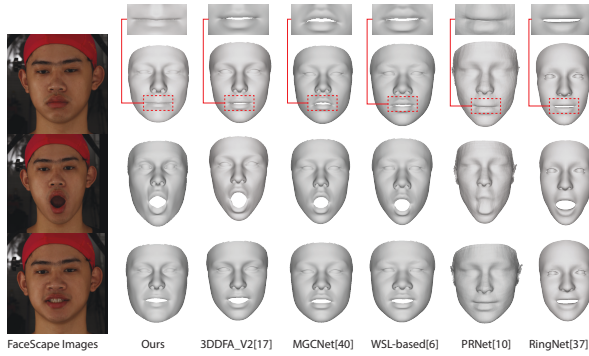 FaceScape Images Ours 3DDFA_V2[17] MGCNet[40] WSL-based[6] PRNet[10] RingNet[37]